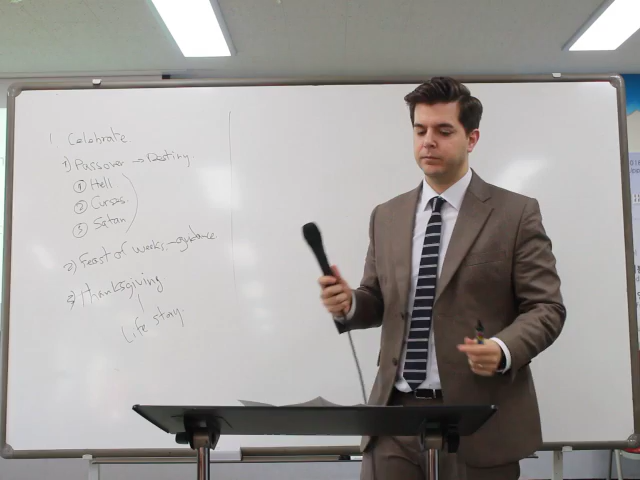 1 Celebrate
1) Passover → Destiny
① Hell
② Curses
③ Satan
2) Feast of Weeks → guidance
3) Thanksgiving
Life stay